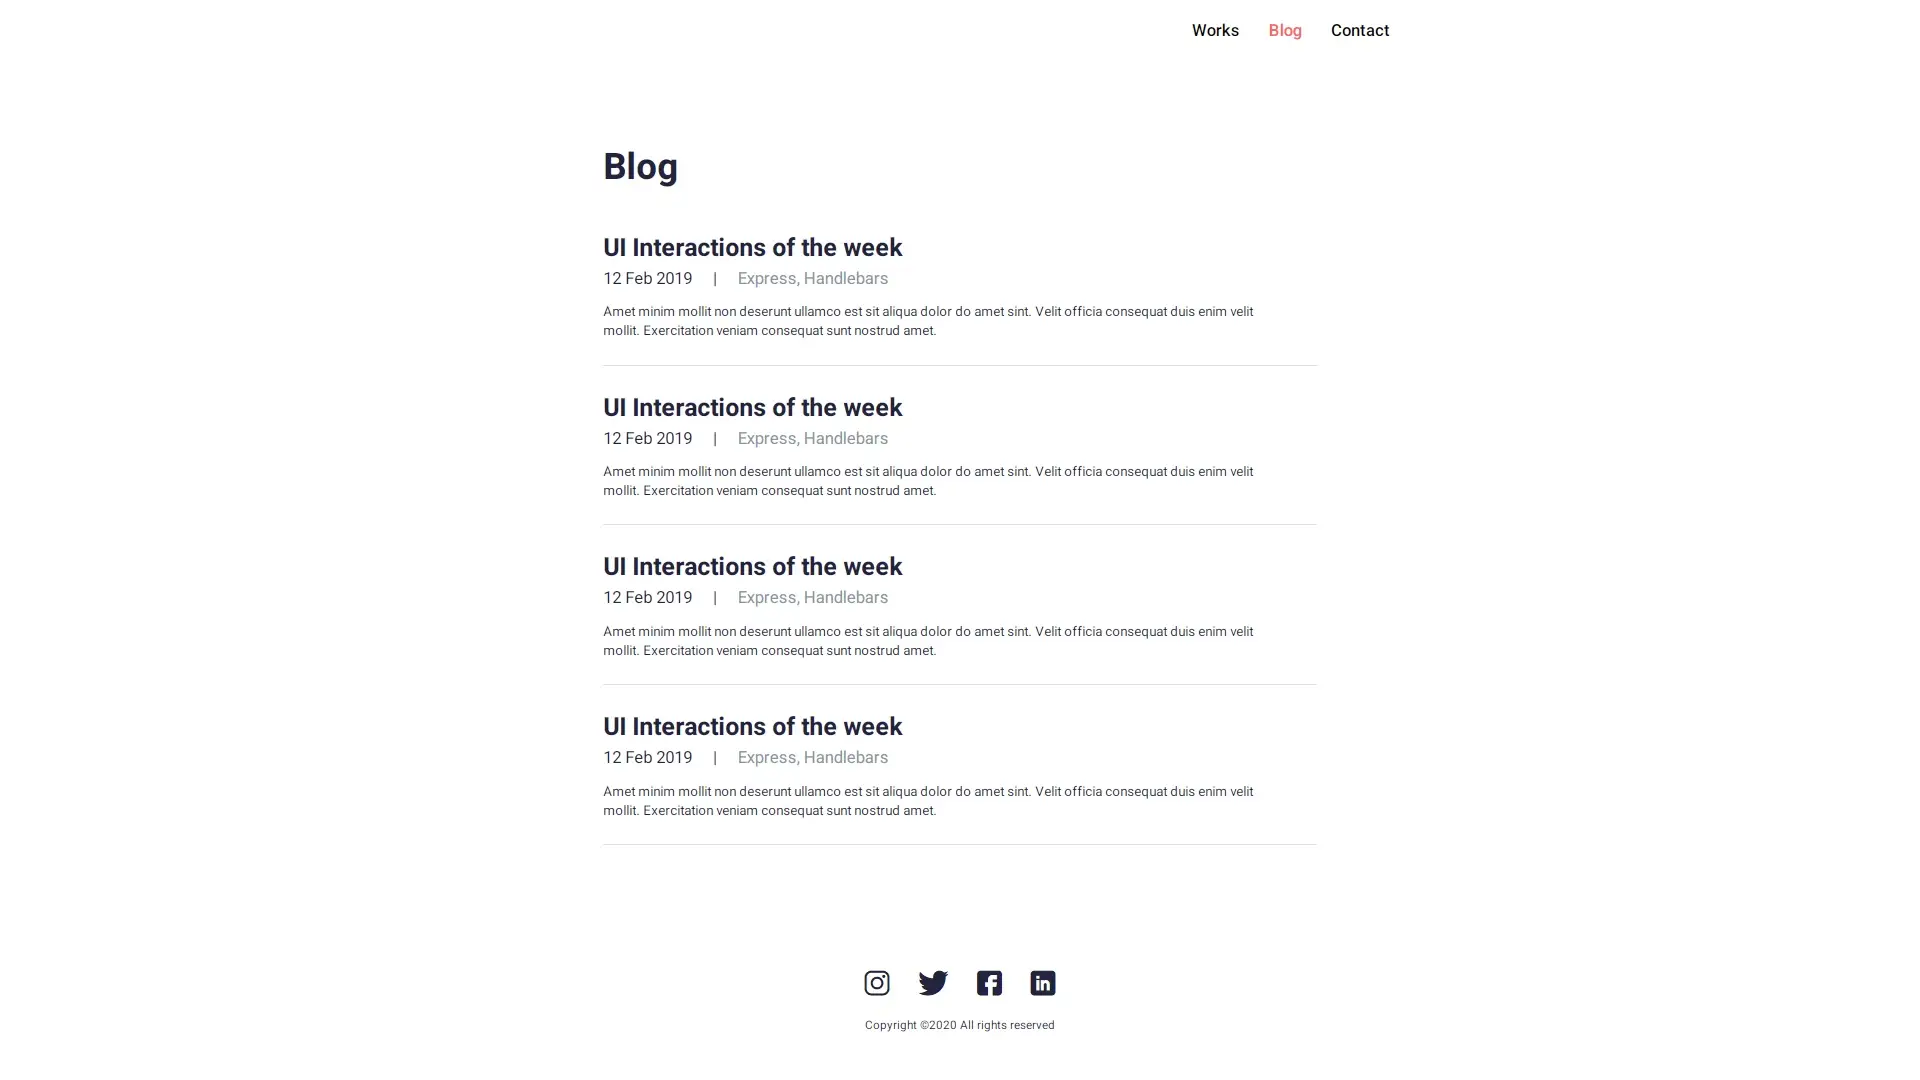 Works Blog Contact
Blog
UI Interactions of the week
12 Feb 2019 | Express, Handlebars
Amet minim mollit non deserunt ullamco est sit aliqua dolor do amet sint. Velit officia consequat duis enim velit
mollit. Exercitation veniam consequat sunt nostrud amet.
UI Interactions of the week
12 Feb 2019 | Express, Handlebars
Amet minim mollit non deserunt ullamco est sit aliqua dolor do amet sint. Velit officia consequat duis enim velit
mollit. Exercitation veniam consequat sunt nostrud amet.
UI Interactions of the week
12 Feb 2019 | Express, Handlebars
Amet minim mollit non deserunt ullamco est sit aliqua dolor do amet sint. Velit officia consequat duis enim velit
mollit. Exercitation veniam consequat sunt nostrud amet.
UI Interactions of the week
12 Feb 2019 | Express, Handlebars
Amet minim mollit non deserunt ullamco est sit aliqua dolor do amet sint. Velit officia consequat duis enim velit
mollit. Exercitation veniam consequat sunt nostrud amet.
Copyright ©2020 All rights reserved